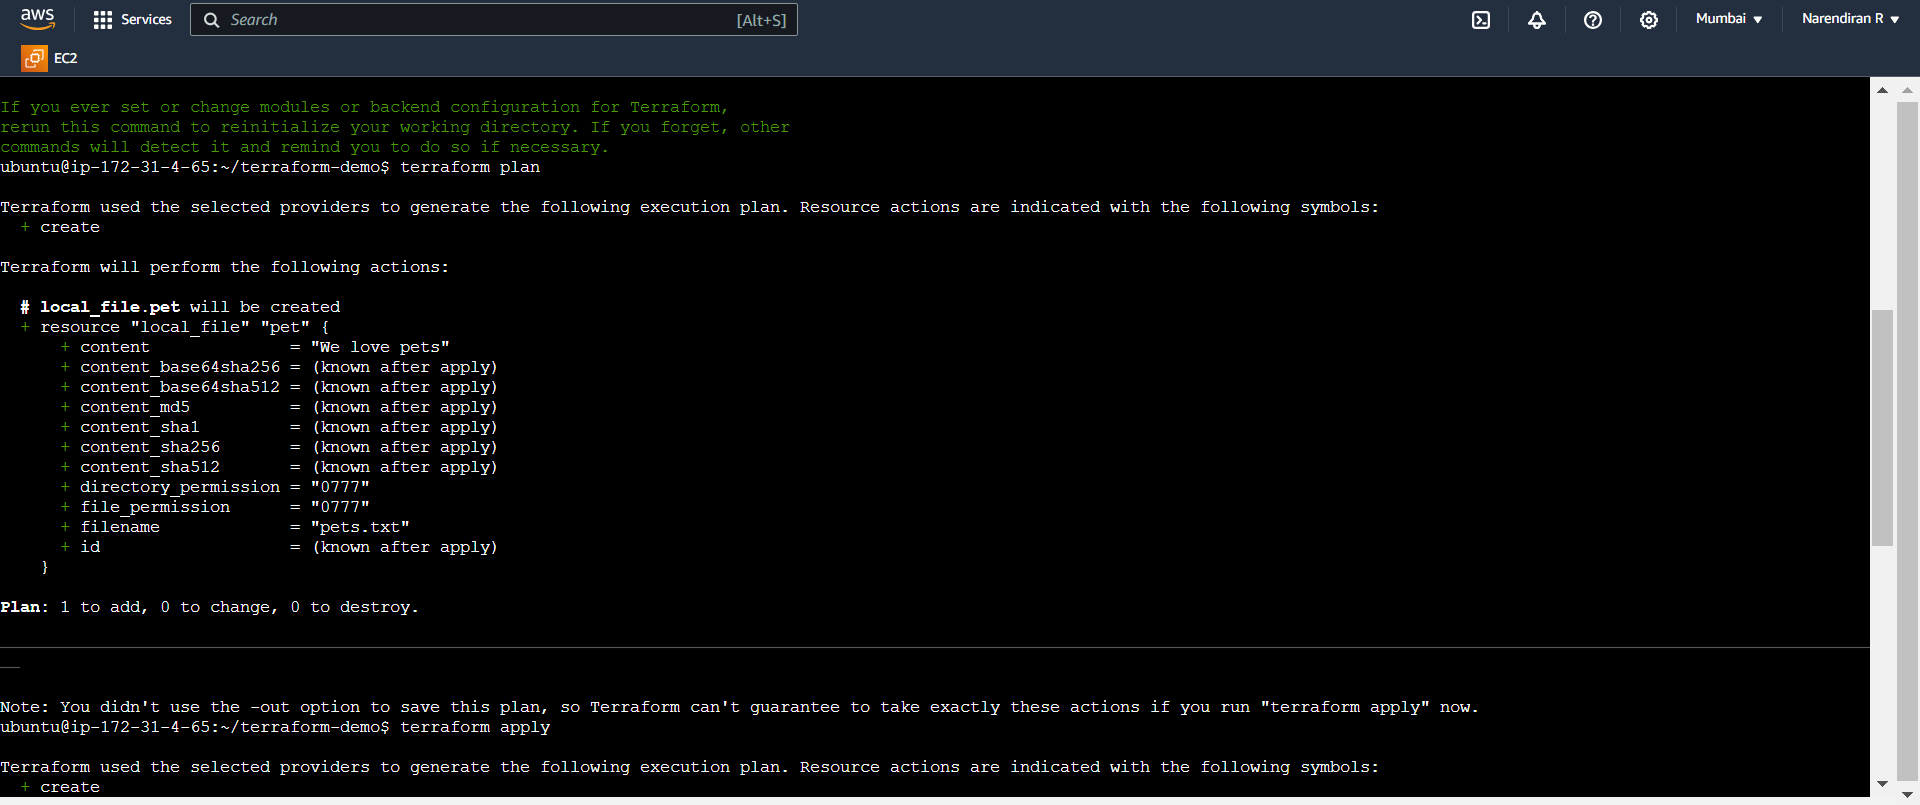 aws
Services
Search
[Alt+S]
Mumbai
Narendiran R
EC2
If you ever set or change modules or backend configuration for Terraform,
rerun this command to reinitialize your working directory. If you forget, other
commands will detect it and remind you to do so if necessary.
ubuntu@ip-172-31-4-65:~/terraform-demo$ terraform plan
Terraform used the selected providers to generate the following execution plan. Resource actions are indicated with the following symbols:
  + create
Terraform will perform the following actions:
  # local_file.pet will be created
  + resource "local_file" "pet" {
      + content              = "We love pets"
      + content_base64sha256 = (known after apply)
      + content_base64sha512 = (known after apply)
      + content_md5          = (known after apply)
      + content_sha1         = (known after apply)
      + content_sha256       = (known after apply)
      + content_sha512       = (known after apply)
      + directory_permission = "0777"
      + file_permission      = "0777"
      + filename             = "pets.txt"
      + id                   = (known after apply)
    }
Plan: 1 to add, 0 to change, 0 to destroy.
Note: You didn't use the -out option to save this plan, so Terraform can't guarantee to take exactly these actions if you run "terraform apply" now.
ubuntu@ip-172-31-4-65:~/terraform-demo$ terraform apply
Terraform used the selected providers to generate the following execution plan. Resource actions are indicated with the following symbols:
  + create